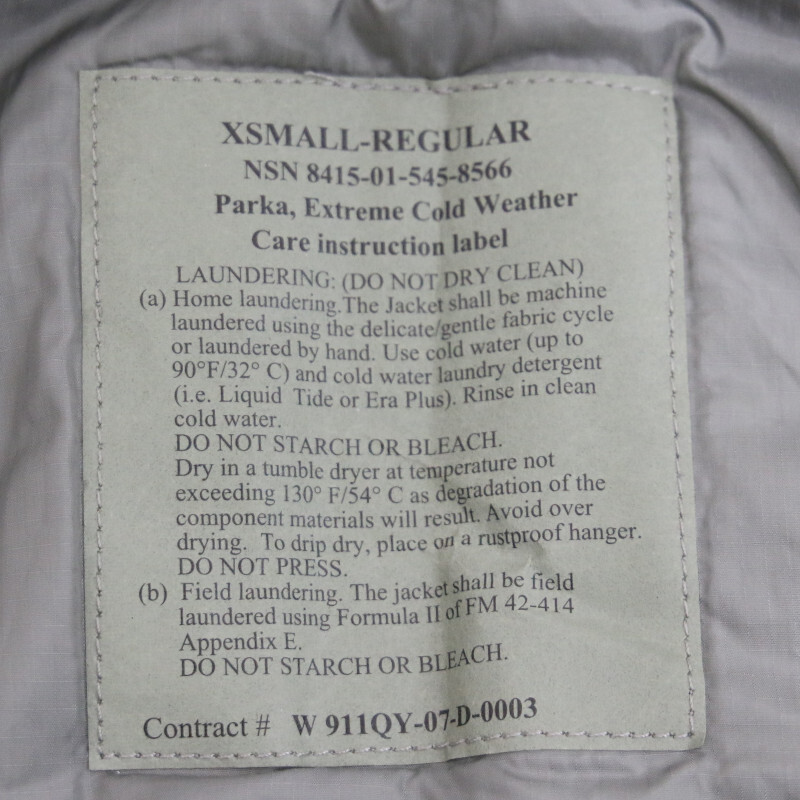 XSMALL-REGULAR
NSN 8415-01-545-8566
Parka, Extreme Cold Weather
Care instruction label
LAUNDERING: (DO NOT DRY CLEAN)
(a) Home laundering.The Jacket shall be machine
laundered using the delicate/gentle fabric cycle
or laundered by hand. Use cold water (up to
90°F/32° C) and cold water laundry detergent
(i.e. Liquid Tide or Era Plus). Rinse in clean
cold water.
DO NOT STARCH OR BLEACH.
Dry in a tumble dryer at temperature not
exceeding 130° F/54° C as degradation of the
component materials will result. Avoid over
drying. To drip dry, place on a rustproof hanger.
DO NOT PRESS.
(b) Field laundering. The jacket shall be field
laundered using Formula II of FM 42-414
Appendix E.
DO NOT STARCH OR BLEACH.
Contract # W 911QY-07-D-0003